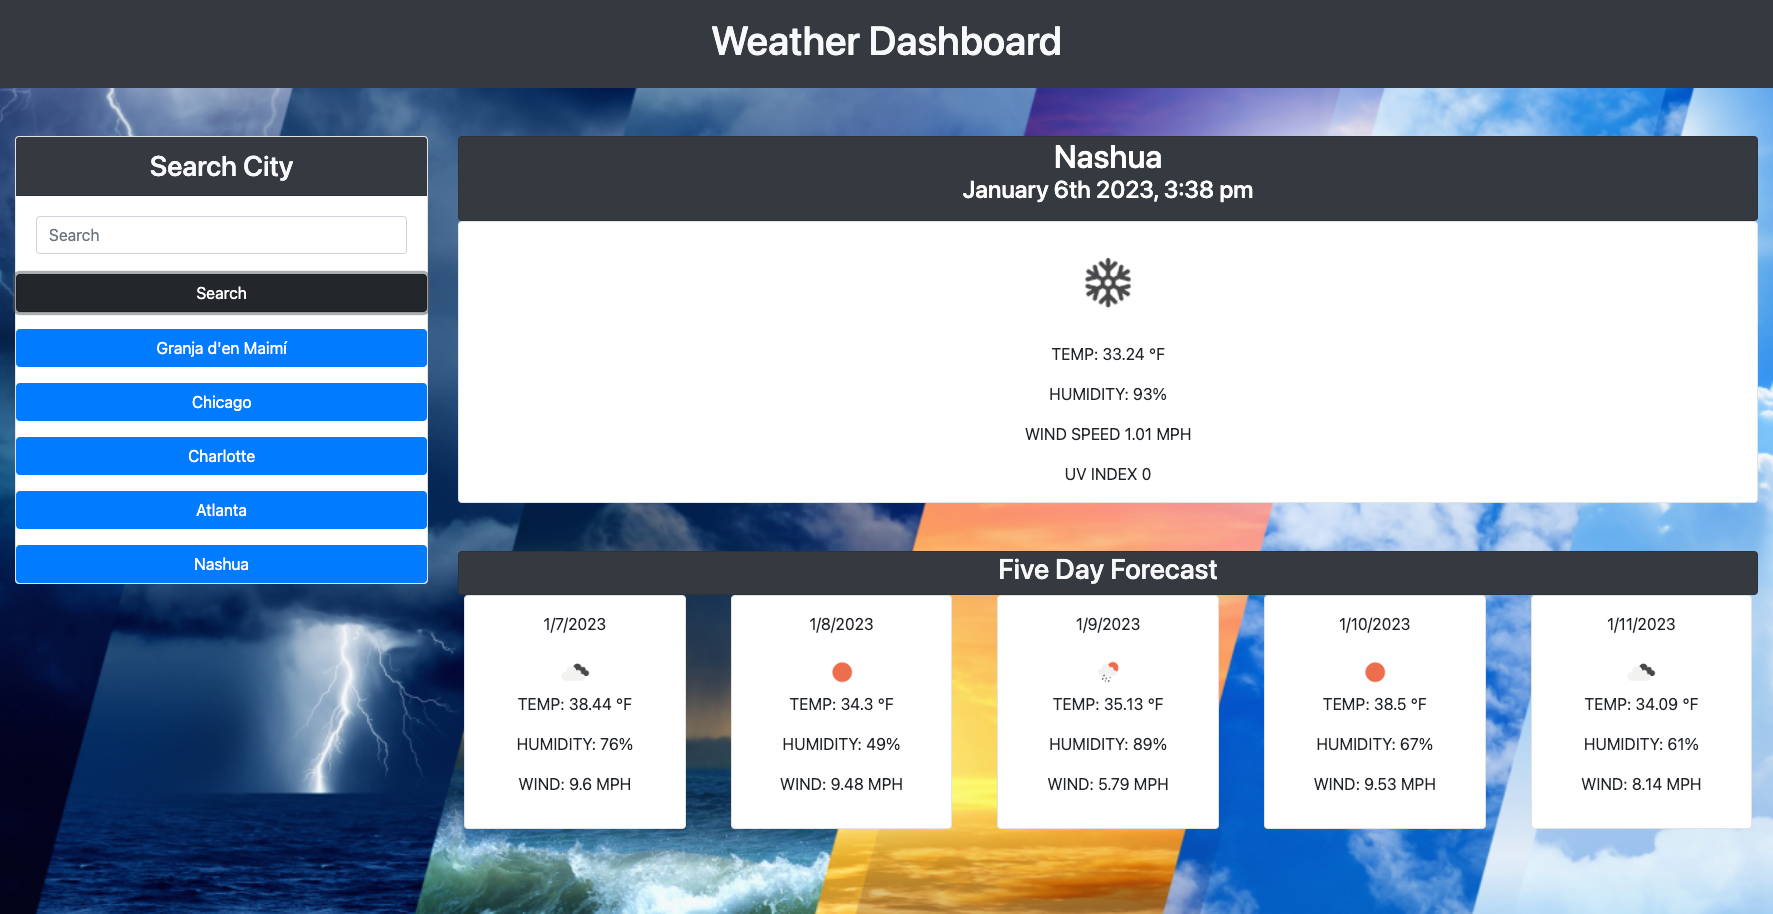 Weather Dashboard
Search City
Search
Search
Granja d'en Maimí
Chicago
Charlotte
Atlanta
Nashua
Nashua
January 6th 2023, 3:38 pm
TEMP: 33.24 °F
HUMIDITY: 93%
WIND SPEED 1.01 MPH
UV INDEX 0
Five Day Forecast
1/7/2023
TEMP: 38.44 °F
HUMIDITY: 76%
WIND: 9.6 MPH
1/8/2023
TEMP: 34.3 °F
HUMIDITY: 49%
WIND: 9.48 MPH
1/9/2023
TEMP: 35.13 °F
HUMIDITY: 89%
WIND: 5.79 MPH
1/10/2023
TEMP: 38.5 °F
HUMIDITY: 67%
WIND: 9.53 MPH
1/11/2023
TEMP: 34.09 °F
HUMIDITY: 61%
WIND: 8.14 MPH